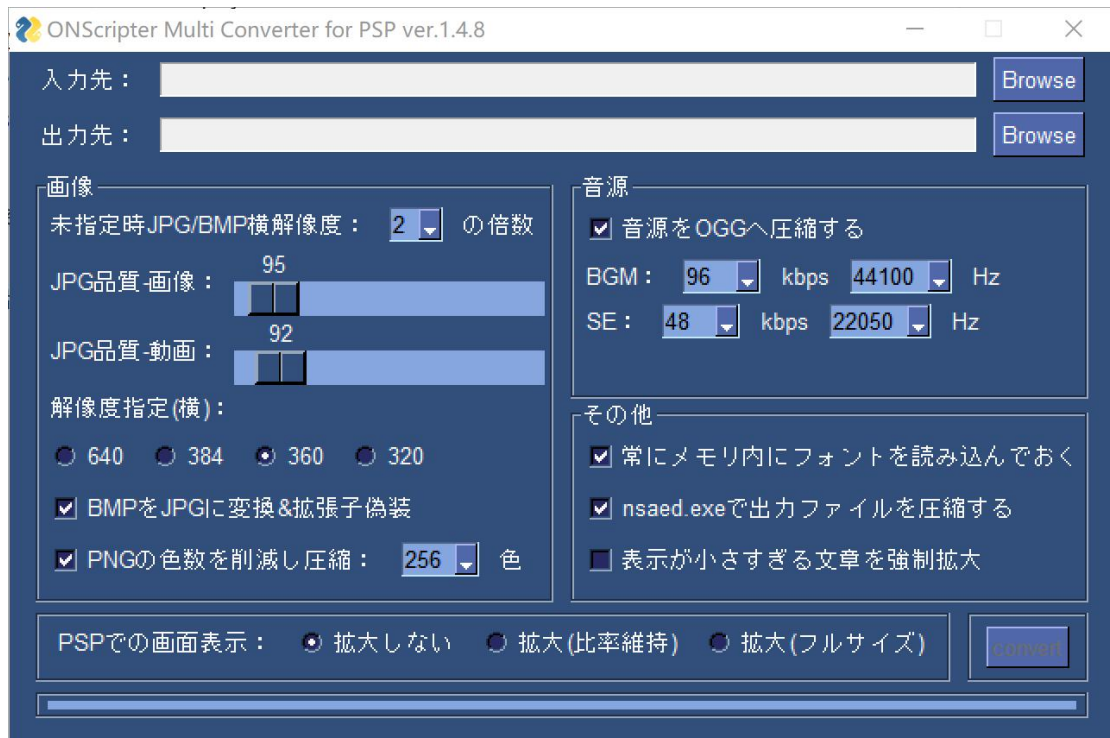 ONScripter Multi Converter for PSP ver.1.4.8
入力先： Browse
出力先： Browse
画像
未指定時JPG/BMP横解像度： 2 の倍数
JPG品質-画像： 95
JPG品質-動画： 92
解像度指定(横)：
640 384 360 320
BMPをJPGに変換&拡張子偽装
PNGの色数を削減し圧縮： 256 色
音源
音源をOGGへ圧縮する
BGM： 96 kbps 44100 Hz
SE： 48 kbps 22050 Hz
その他
常にメモリ内にフォントを読み込んでおく
nsaed.exeで出力ファイルを圧縮する
表示が小さすぎる文章を強制拡大
PSPでの画面表示： 拡大しない 拡大(比率維持) 拡大(フルサイズ)
convert